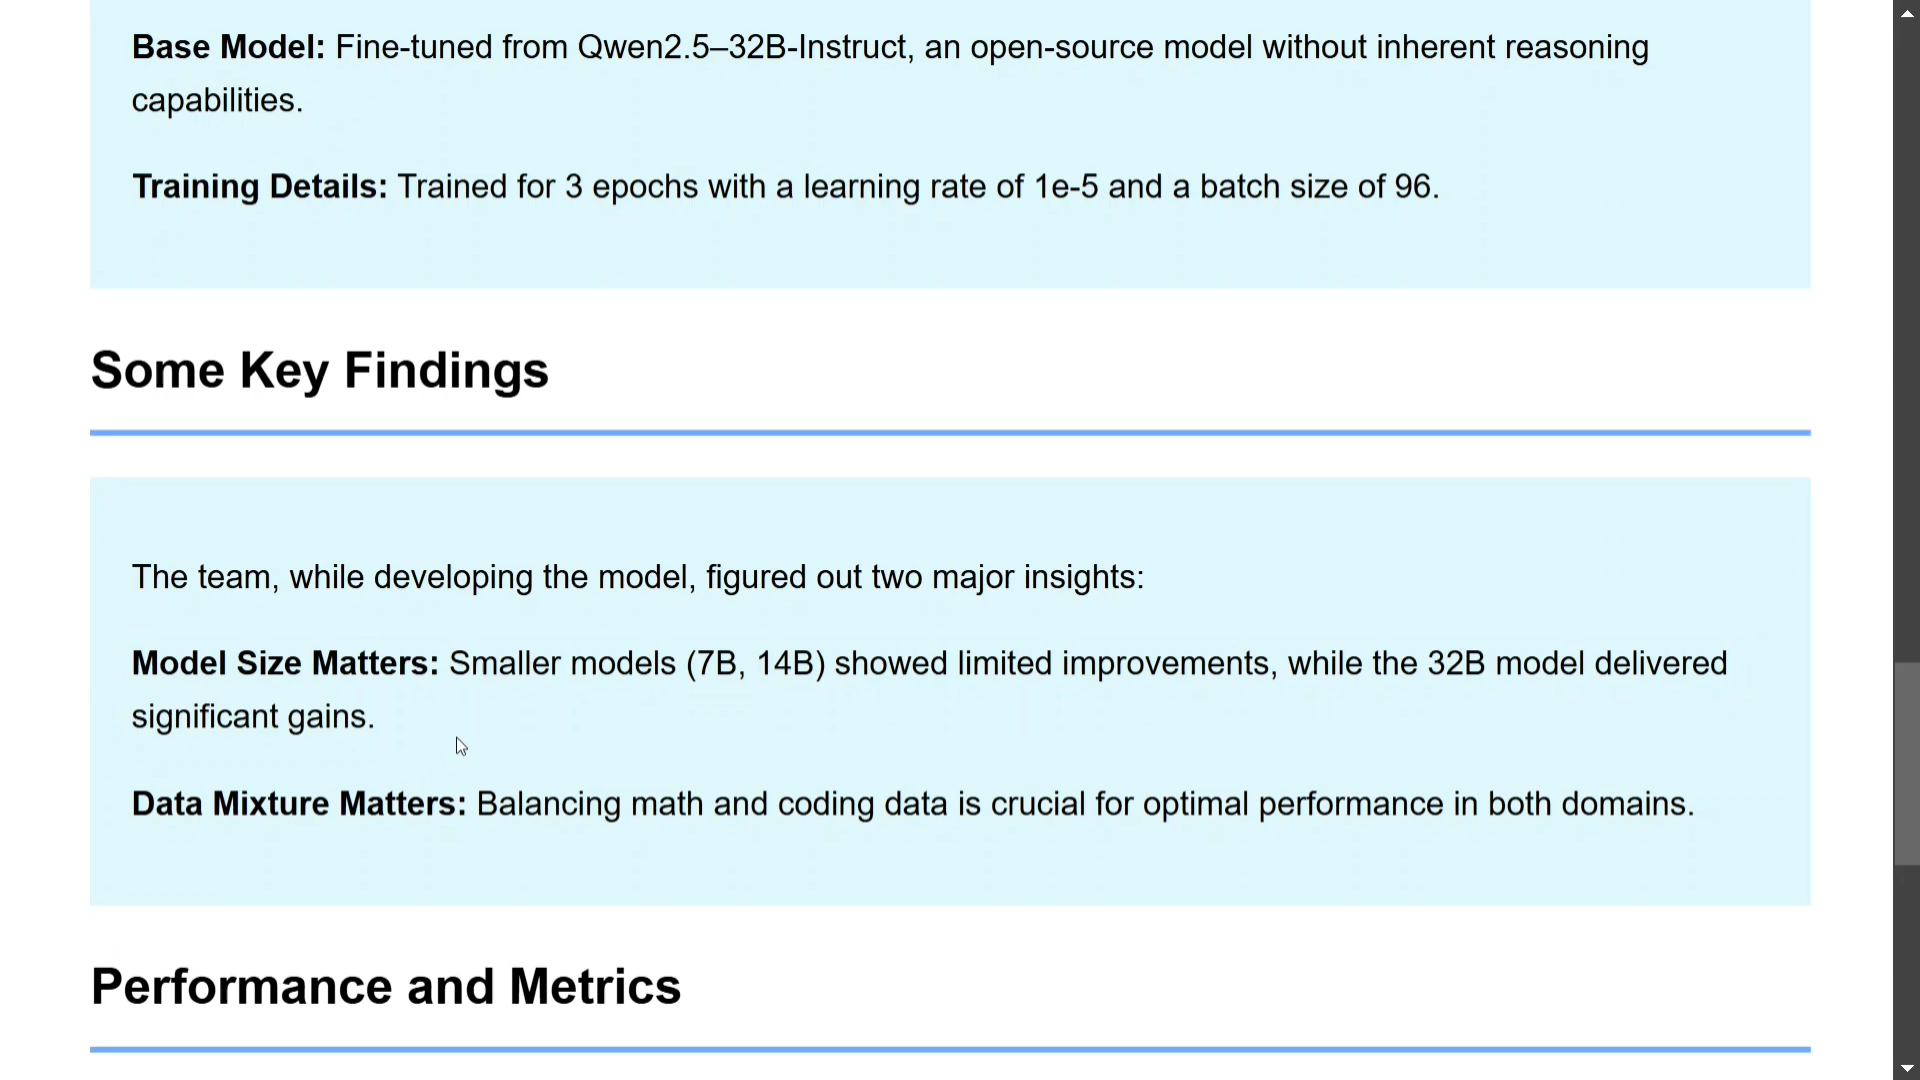 Base Model: Fine-tuned from Qwen2.5–32B-Instruct, an open-source model without inherent reasoning
capabilities.
Training Details: Trained for 3 epochs with a learning rate of 1e-5 and a batch size of 96.
Some Key Findings
The team, while developing the model, figured out two major insights:
Model Size Matters: Smaller models (7B, 14B) showed limited improvements, while the 32B model delivered
significant gains.
Data Mixture Matters: Balancing math and coding data is crucial for optimal performance in both domains.
Performance and Metrics